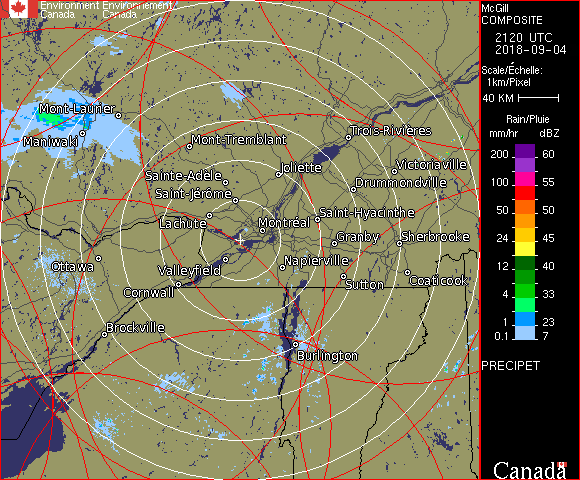 Environment Environnement
Canada Canada
Mont-Laurier
Maniwaki
Mont-Tremblant
Trois-Rivières
Sainte-Adèle
Joliette
Victoriaville
Saint-Jérôme
Drummondville
Lachute
Montréal
Saint-Hyacinthe
Granby
Sherbrooke
Ottawa
Valleyfield
Napierville
Cornwall
Sutton
Coaticook
Brockville
Burlington
McGill
COMPOSITE
2120 UTC
2018-09-04
Scale/Échelle:
1km/Pixel
40 KM
Rain/Pluie
mm/hr dBZ
200 60
100 55
50 50
24 45
12 40
4 33
1 23
0.1 7
PRECIPET
Canada